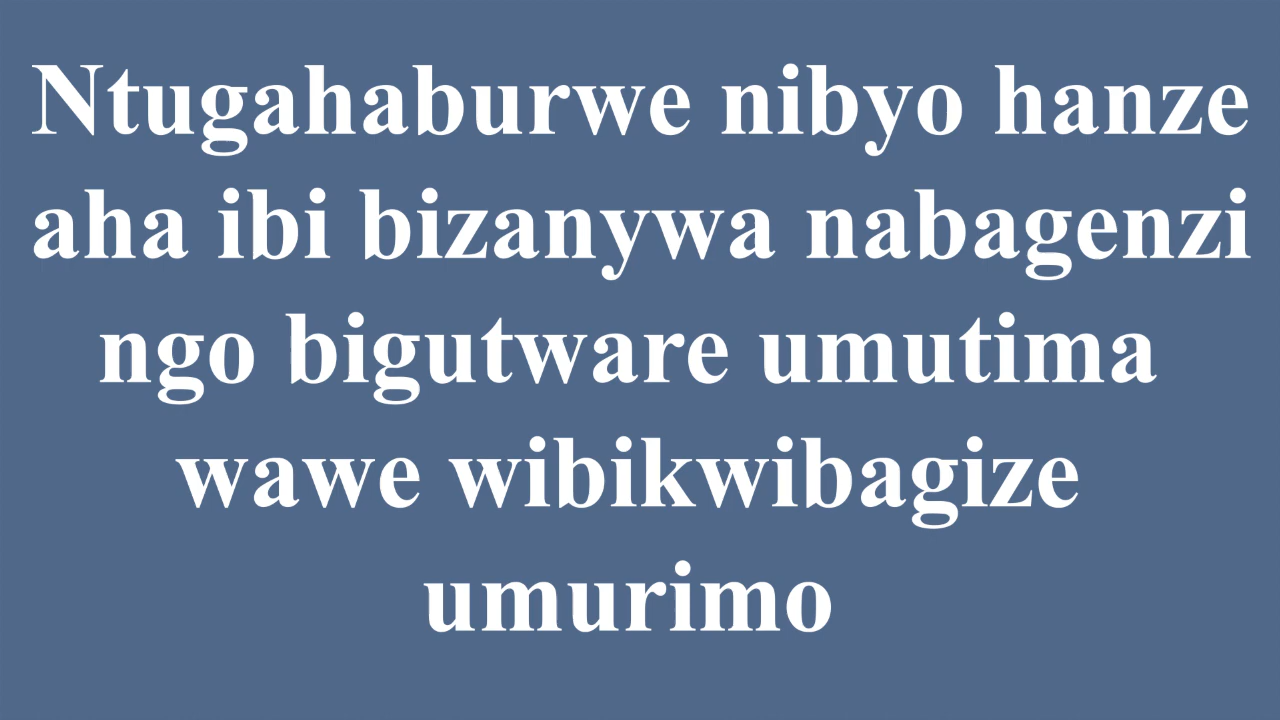 Ntugahaburwe nibyo hanze
aha ibi bizanywa nabagenzi
ngo bigutware umutima
wawe wibikwibagize
umurimo